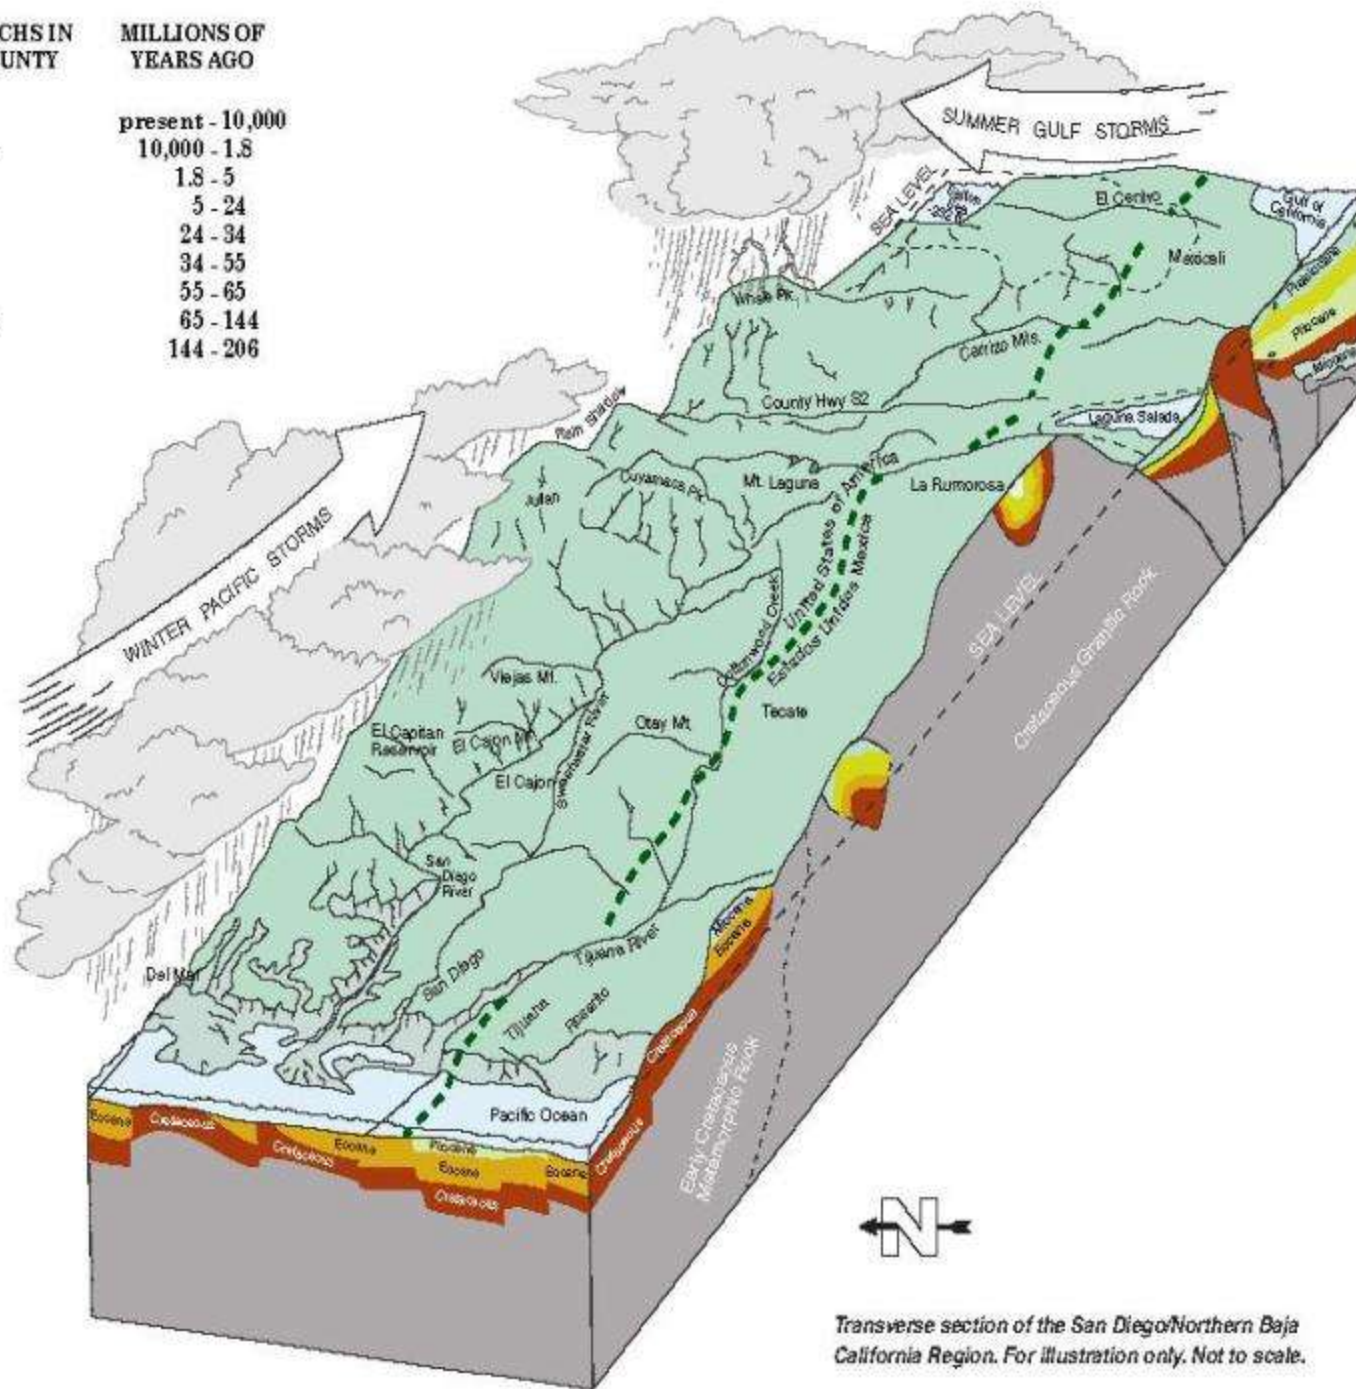 CHS IN
UNTY
MILLIONS OF
YEARS AGO
present - 10,000
10,000 - 1.8
1.8 - 5
5 - 24
24 - 34
34 - 55
55 - 65
65 - 144
144 - 206
SUMMER GULF STORMS
SEA LEVEL
El Centro
Gulf of
California
Mexicali
Pleistocene
Pliocene
Miocene
Whale Pk.
Carrizo Mts.
County Hwy S2
Laguna Salada
Rain shadow
WINTER PACIFIC STORMS
Julian
Cuyamaca Pk.
Mt. Laguna
La Rumorosa
United States of America
Estados Unidos Mexico
Cottonwood Creek
SEA LEVEL
Cretaceous Granitic Rock
Viejas Mt.
Otay Mt.
Tecate
El Capitan
Reservoir
El Cajon Mt.
El Cajon
Sweetwater River
San
Diego
River
Miocene
Eocene
Del Mar
San Diego
Tijuana River
Tijuana
Rosarito
Cretaceous
Early Cretaceous
Metamorphic Rock
Pacific Ocean
Eocene
Cretaceous
Cretaceous
Eocene
Pliocene
Eocene
Cretaceous
Eocene
Cretaceous
N
Transverse section of the San Diego/Northern Baja
California Region. For illustration only. Not to scale.